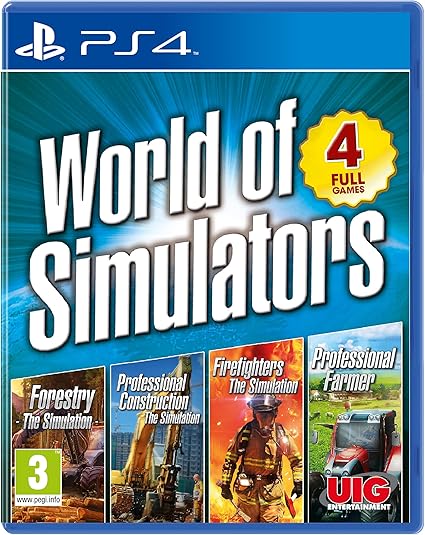 PS4™
World of
Simulators
4
FULL
GAMES
Forestry
- The Simulation -
Professional
Construction
The Simulation
Firefighters
The Simulation
Professional
Farmer
3
www.pegi.info
UIG
ENTERTAINMENT